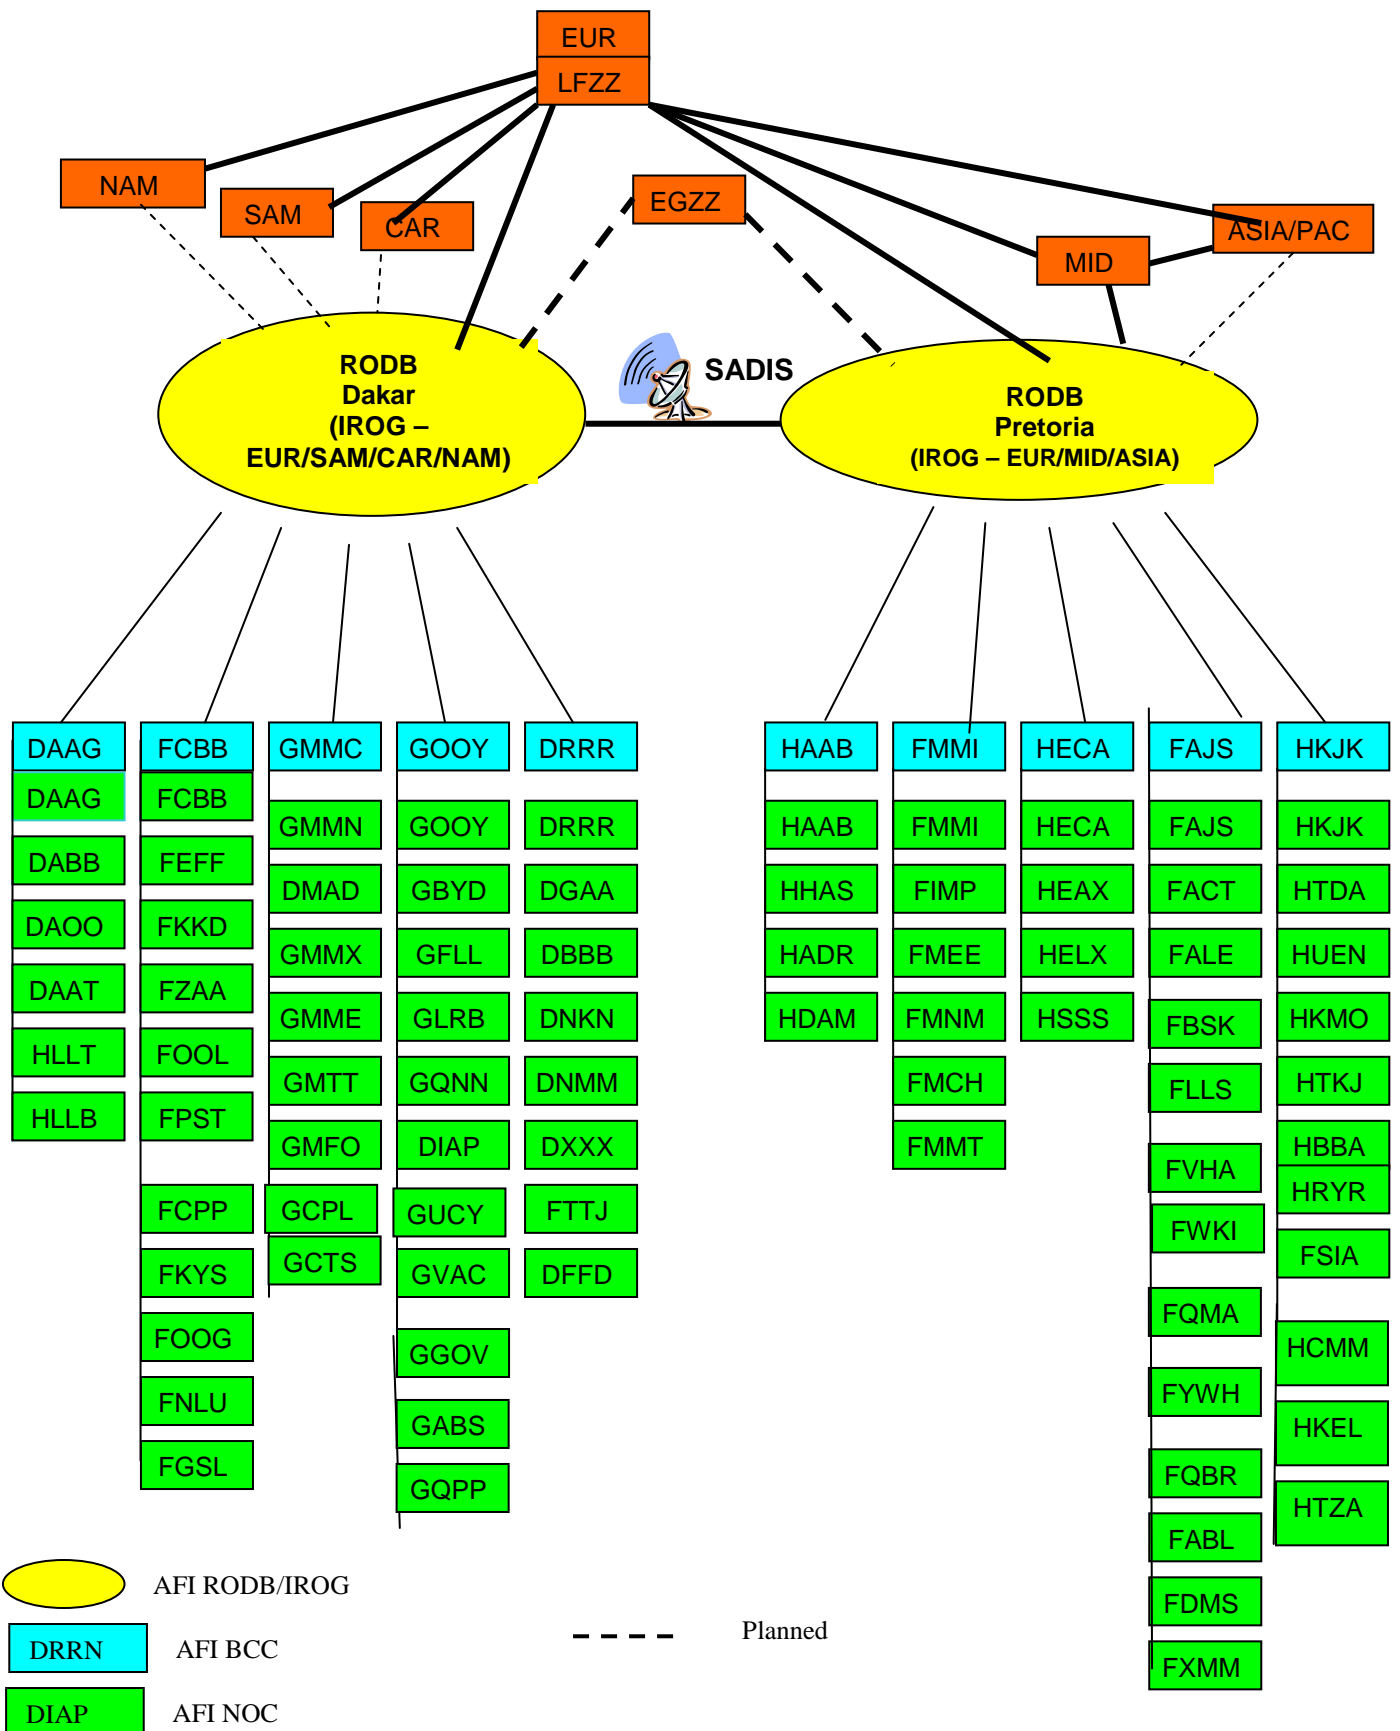 EUR
LFZZ
NAM
SAM
CAR
EGZZ
MID
ASIA/PAC
RODB
Dakar
(IROG –
EUR/SAM/CAR/NAM)
SADIS
RODB
Pretoria
(IROG – EUR/MID/ASIA)
DAAG
DAAG
DABB
DAOO
DAAT
HLLT
HLLB
FCBB
FCBB
FEFF
FKKD
FZAA
FOOL
FPST
FCPP
FKYS
FOOG
FNLU
FGSL
GMMC
GMMN
DMAD
GMMX
GMME
GMTT
GMFO
GCPL
GCTS
GOOY
GOOY
GBYD
GFLL
GLRB
GQNN
DIAP
GUCY
GVAC
GGOV
GABS
GQPP
DRRR
DRRR
DGAA
DBBB
DNKN
DNMM
DXXX
FTTJ
DFFD
HAAB
HAAB
HHAS
HADR
HDAM
FMMI
FMMI
FIMP
FMEE
FMNM
FMCH
FMMT
HECA
HECA
HEAX
HELX
HSSS
FAJS
FAJS
FACT
FALE
FBSK
FLLS
FVHA
FWKI
FQMA
FYWH
FQBR
FABL
FDMS
FXMM
HKJK
HKJK
HTDA
HUEN
HKMO
HTKJ
HBBA
HRYR
FSIA
HCMM
HKEL
HTZA
AFI RODB/IROG
DRRN AFI BCC
DIAP AFI NOC
Planned